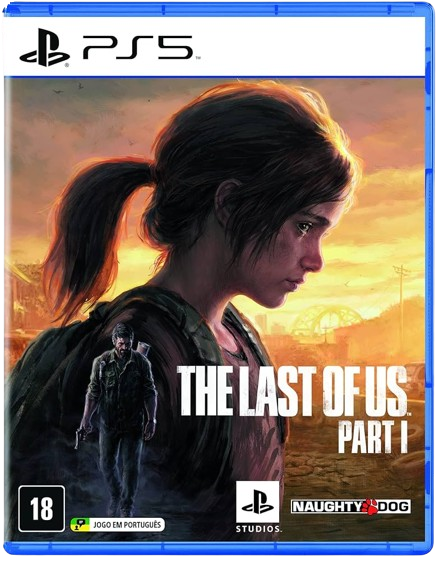 PS5
THE LAST OF US
PART I
18
JOGO EM PORTUGUÊS
STUDIOS
NAUGHTY DOG